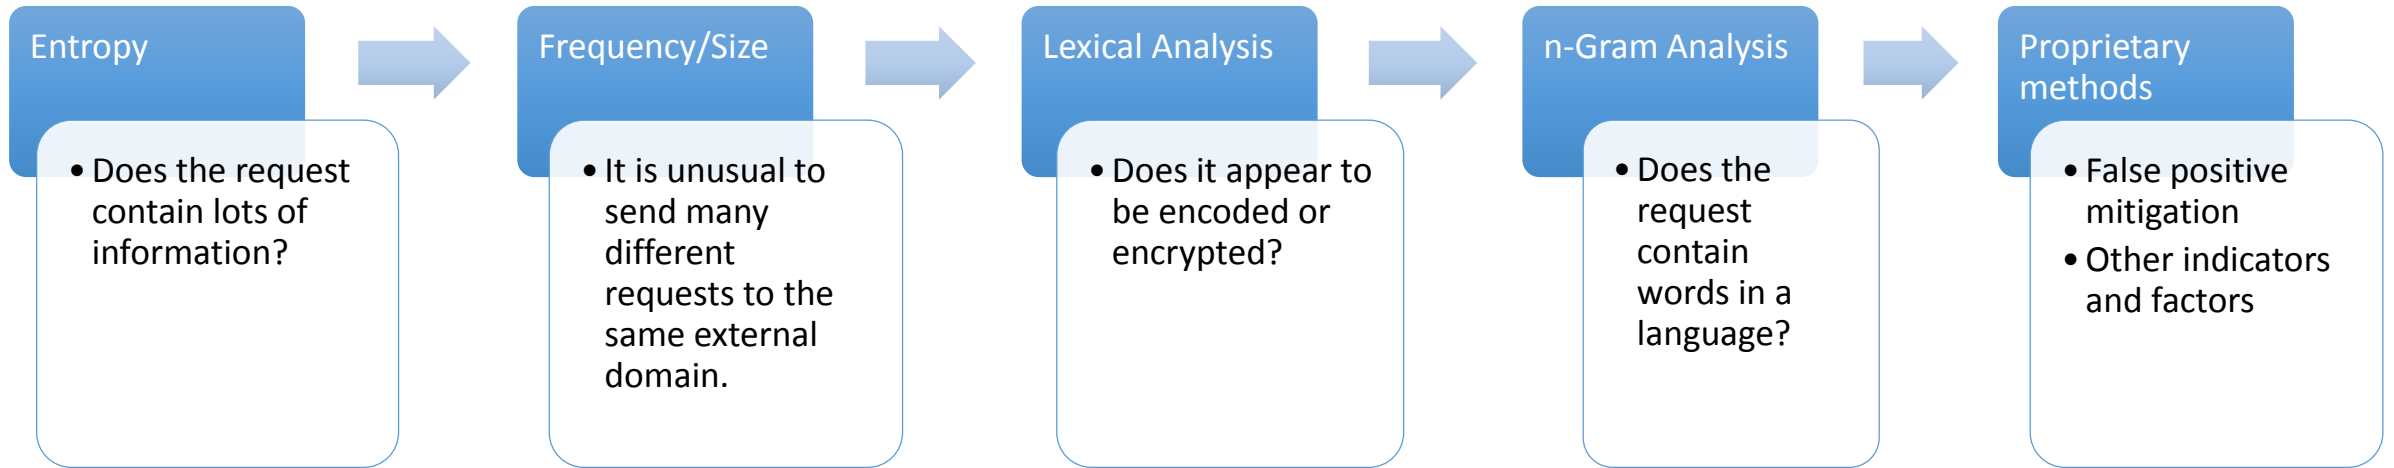 Entropy
• Does the request
contain lots of
information?
Frequency/Size
• It is unusual to
send many
different
requests to the
same external
domain.
Lexical Analysis
• Does it appear to
be encoded or
encrypted?
n-Gram Analysis
• Does the
request
contain
words in a
language?
Proprietary
methods
• False positive
mitigation
• Other indicators
and factors